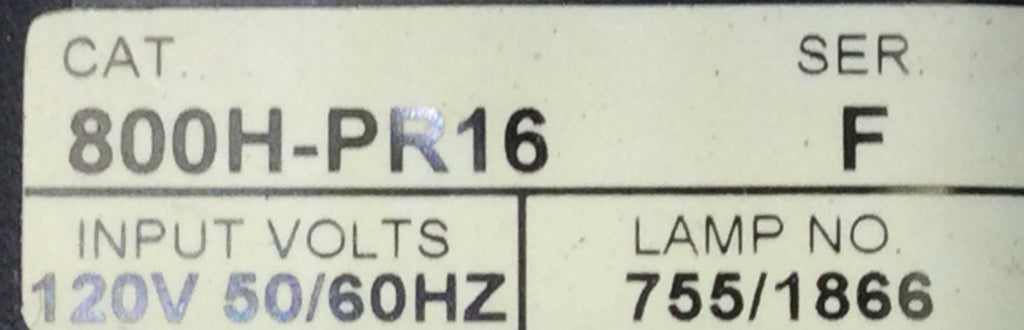 CAT. SER.
800H-PR16 F
INPUT VOLTS LAMP NO.
120V 50/60HZ 755/1866